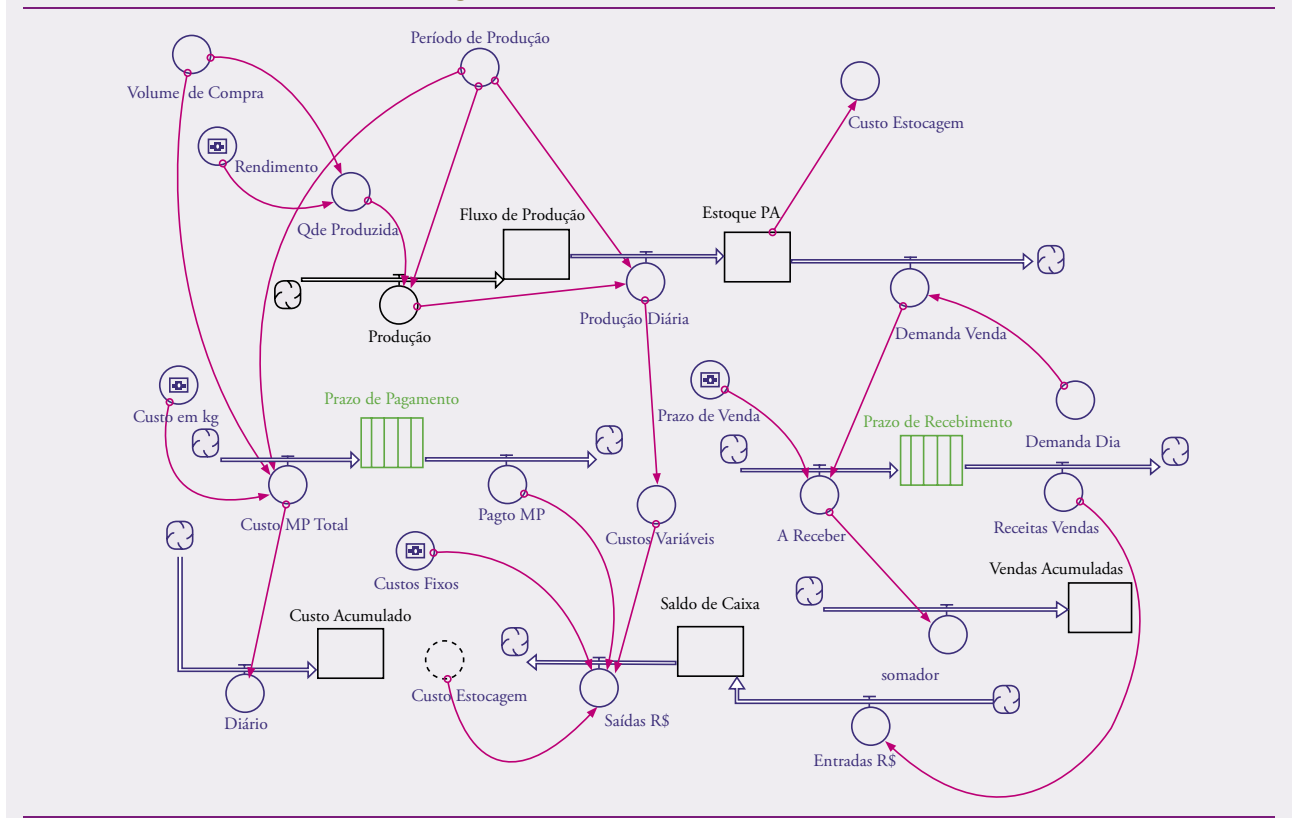 Período de Produção
Volume de Compra
Custo Estocagem
Rendimento
Fluxo de Produção
Estoque PA
Qde Produzida
Produção Diária
Produção
Demanda Venda
Prazo de Pagamento
Custo em kg
Prazo de Venda
Prazo de Recebimento
Demanda Dia
Custo MP Total
Pagto MP
Custos Variáveis
A Receber
Receitas Vendas
Custos Fixos
Vendas Acumuladas
Custo Acumulado
Saldo de Caixa
somador
Custo Estocagem
Diário
Saídas R$
Entradas R$